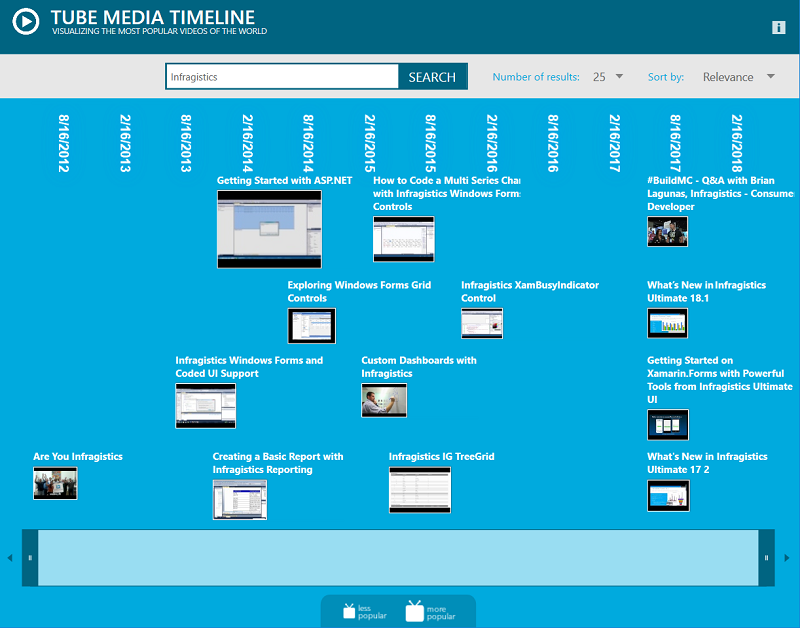 TUBE MEDIA TIMELINE
VISUALIZING THE MOST POPULAR VIDEOS OF THE WORLD
i
Infragistics
SEARCH
Number of results:
25
Sort by:
Relevance
8/16/2012
2/16/2013
8/16/2013
2/16/2014
8/16/2014
2/16/2015
8/16/2015
2/16/2016
8/16/2016
2/16/2017
8/16/2017
2/16/2018
Getting Started with ASP.NET
How to Code a Multi Series Char
with Infragistics Windows Forms
Controls
#BuildMC - Q&A with Brian
Lagunas, Infragistics - Consumer
Developer
Exploring Windows Forms Grid
Controls
Infragistics XamBusyIndicator
Control
What's New in Infragistics
Ultimate 18.1
Infragistics Windows Forms and
Coded UI Support
Custom Dashboards with
Infragistics
Getting Started on
Xamarin.Forms with Powerful
Tools from Infragistics Ultimate
UI
Are You Infragistics
Creating a Basic Report with
Infragistics Reporting
Infragistics IG TreeGrid
What's New in Infragistics
Ultimate 17 2
less
popular
more
popular